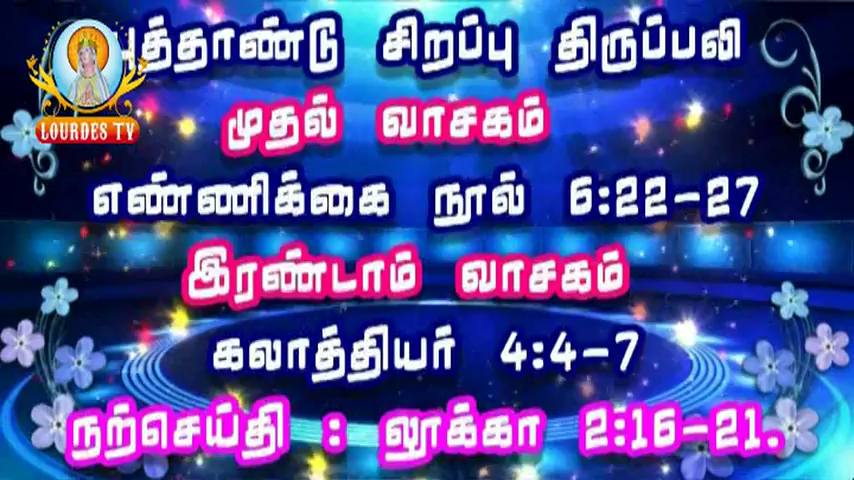 புத்தாண்டு சிறப்பு திருப்பலி
LOURDES TV
முதல் வாசகம்
எண்ணிக்கை நூல் 6:22-27
இரண்டாம் வாசகம்
கலாத்தியர் 4:4-7
நற்செய்தி : லூக்கா 2:16-21.